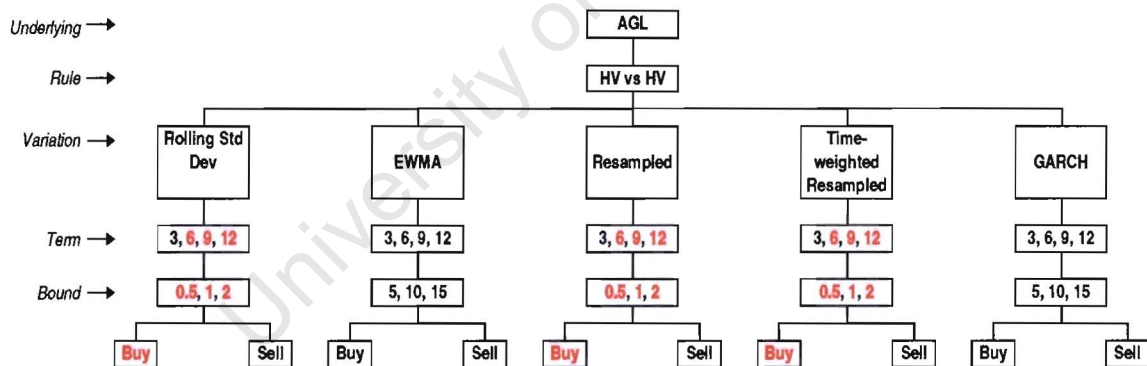 Underlying → AGL
Rule → HV vs HV
Variation → Rolling Std Dev EWMA Resampled Time-weighted Resampled GARCH
Term → 3, 6, 9, 12 3, 6, 9, 12 3, 6, 9, 12 3, 6, 9, 12 3, 6, 9, 12
Bound → 0.5, 1, 2 5, 10, 15 0.5, 1, 2 0.5, 1, 2 5, 10, 15
Buy Sell Buy Sell Buy Sell Buy Sell Buy Sell
University o